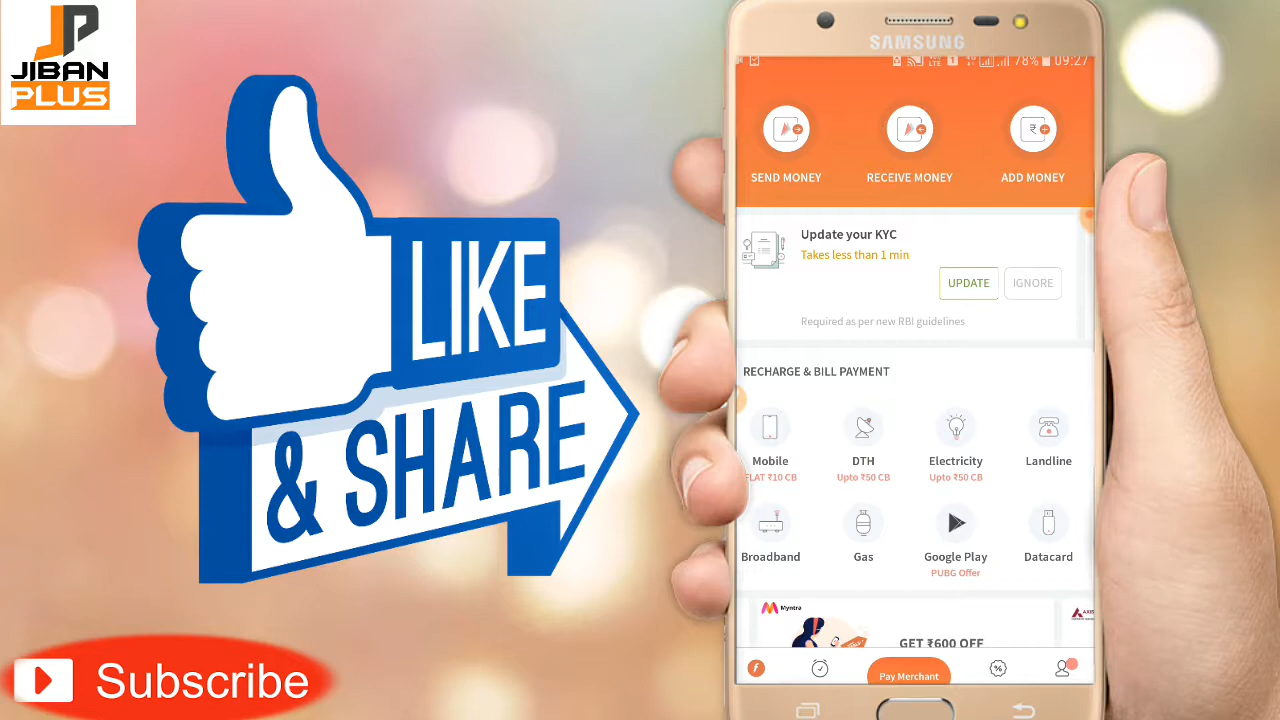 JP
JIBAN
PLUS
LIKE
& SHARE
Subscribe
SAMSUNG
78% 09:27
SEND MONEY RECEIVE MONEY ADD MONEY
Update your KYC
Takes less than 1 min
UPDATE IGNORE
Required as per new RBI guidelines
RECHARGE & BILL PAYMENT
Mobile DTH Electricity Landline
FLAT ₹10 CB Upto ₹50 CB Upto ₹50 CB
Broadband Gas Google Play Datacard
PUBG Offer
Myntra AXIS
GET ₹600 OFF
Pay Merchant